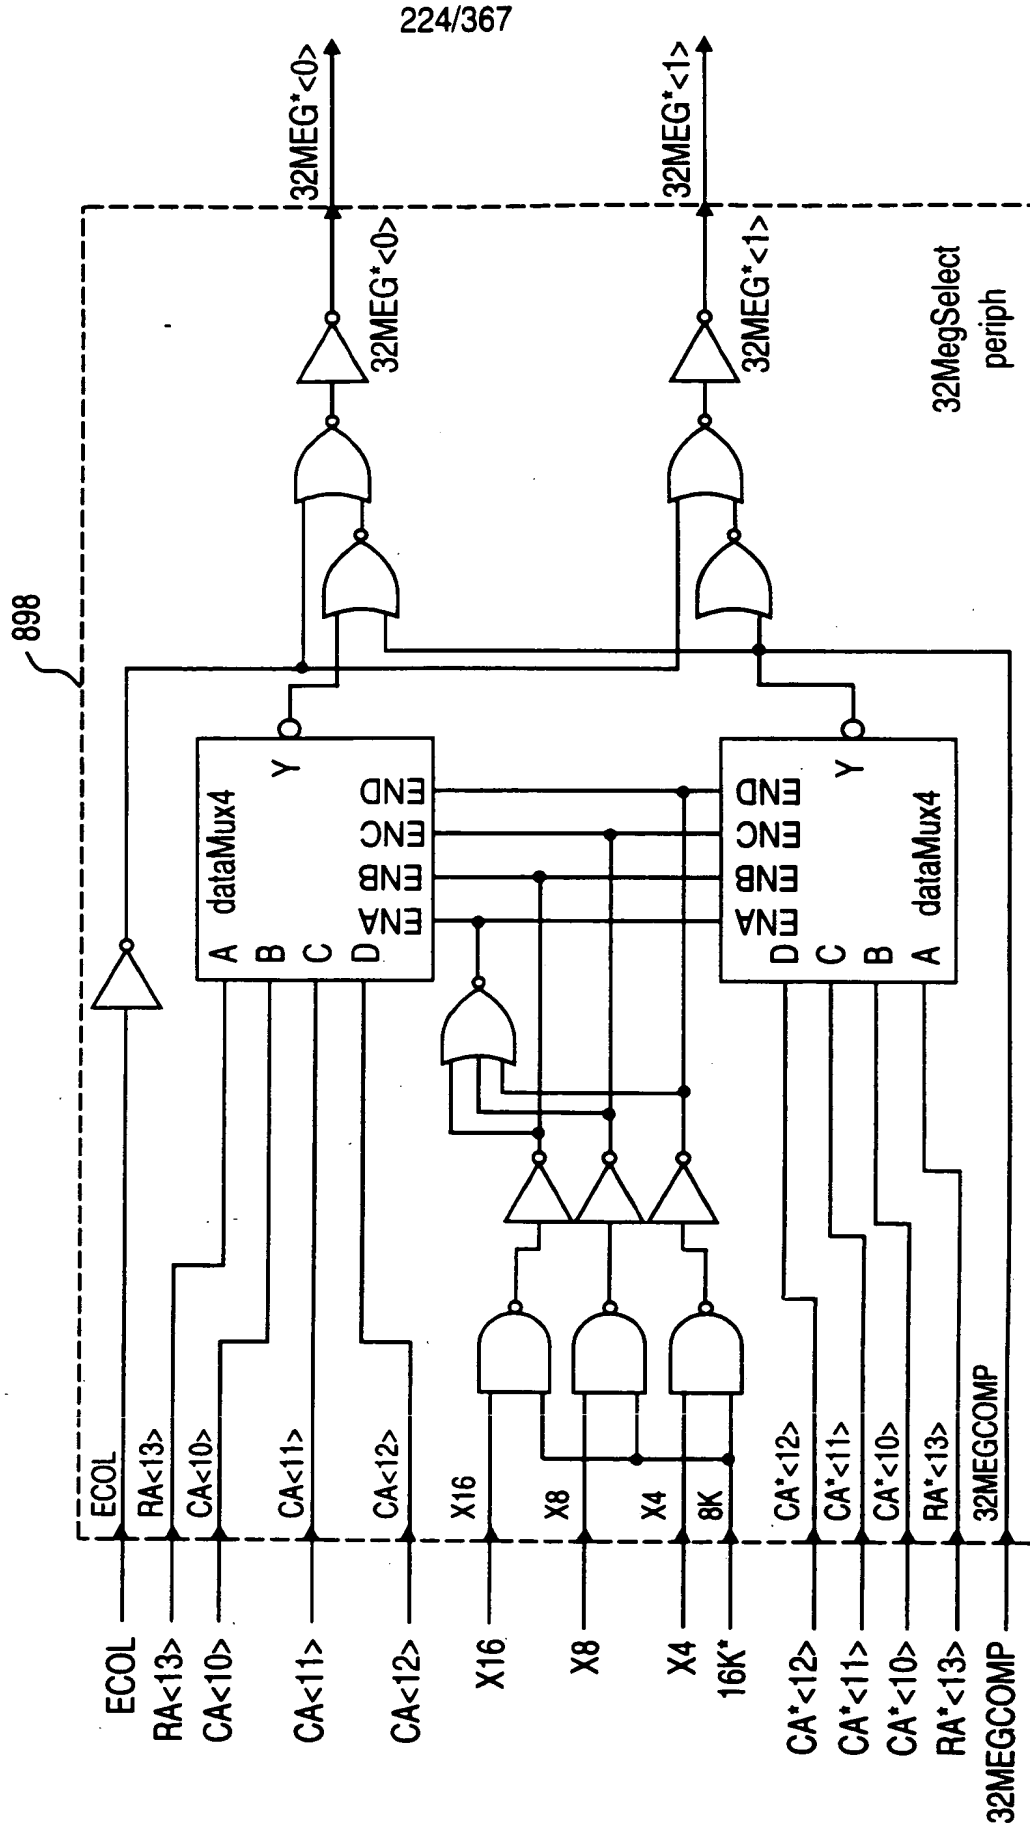 224/367
898
32MEG*<0>
32MEG*<1>
32MEG*<0>
32MEG*<1>
32MegSelect
periph
dataMux4
Y
A
B
C
D
ENA
ENB
ENC
END
dataMux4
Y
D
C
B
A
ENA
ENB
ENC
END
ECOL
RA<13>
CA<10>
CA<11>
CA<12>
X16
X8
X4
8K
CA*<12>
CA*<11>
CA*<10>
RA*<13>
32MEGCOMP
ECOL
RA<13>
CA<10>
CA<11>
CA<12>
X16
X8
X4
16K*
CA*<12>
CA*<11>
CA*<10>
RA*<13>
32MEGCOMP